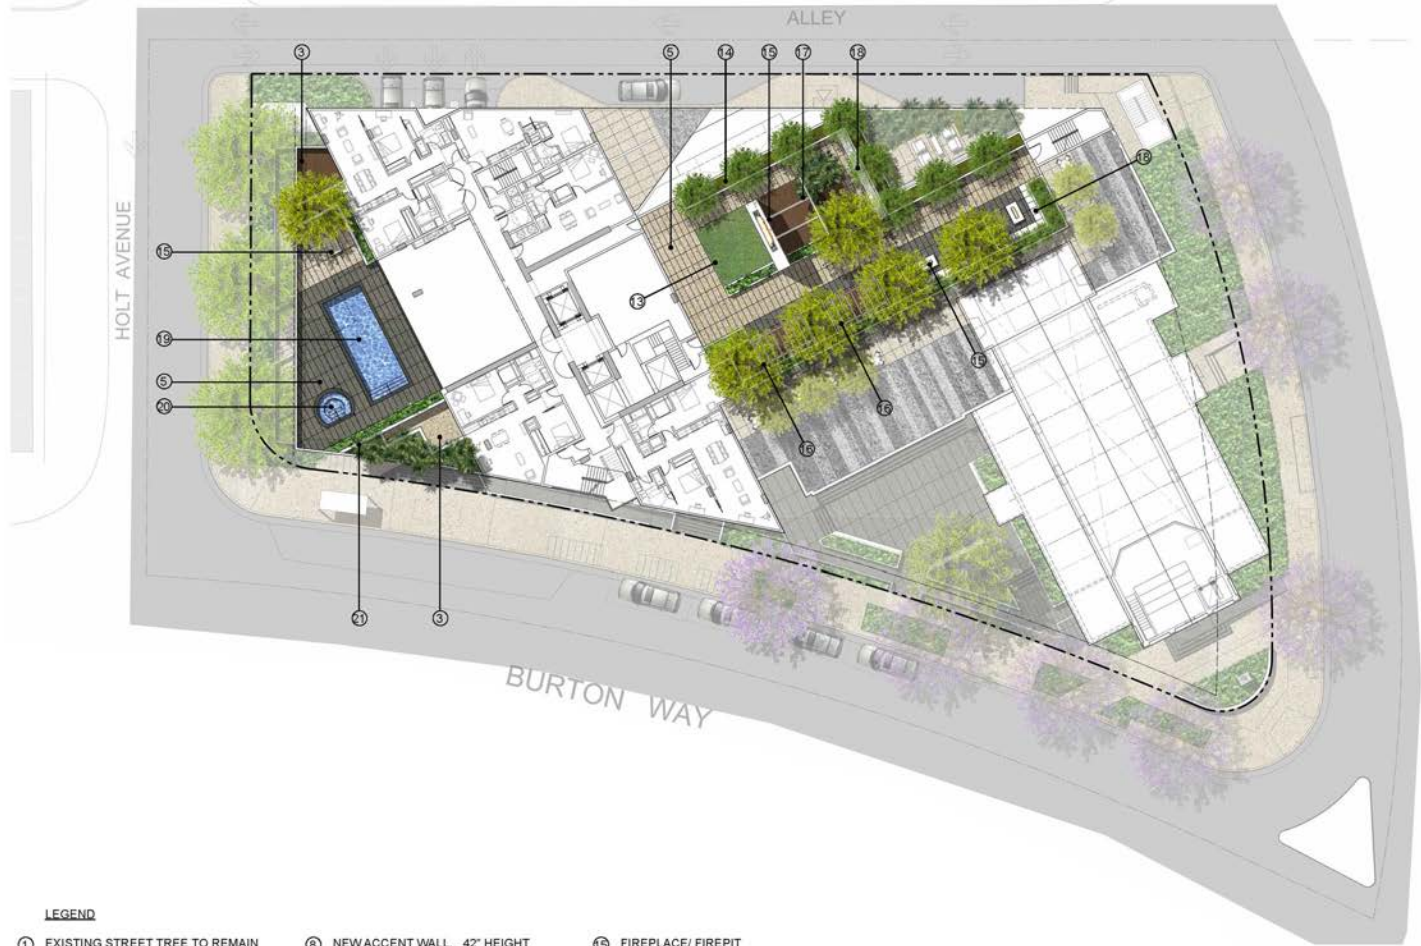 ALLEY
3
5
14
15
17
18
18
HOLT AVENUE
15
13
19
5
15
20
16
16
21
3
BURTON WAY
LEGEND
1 EXISTING STREET TREE TO REMAIN
8 NEW ACCENT WALL, 42" HEIGHT
15 FIREPLACE/ FIREPIT